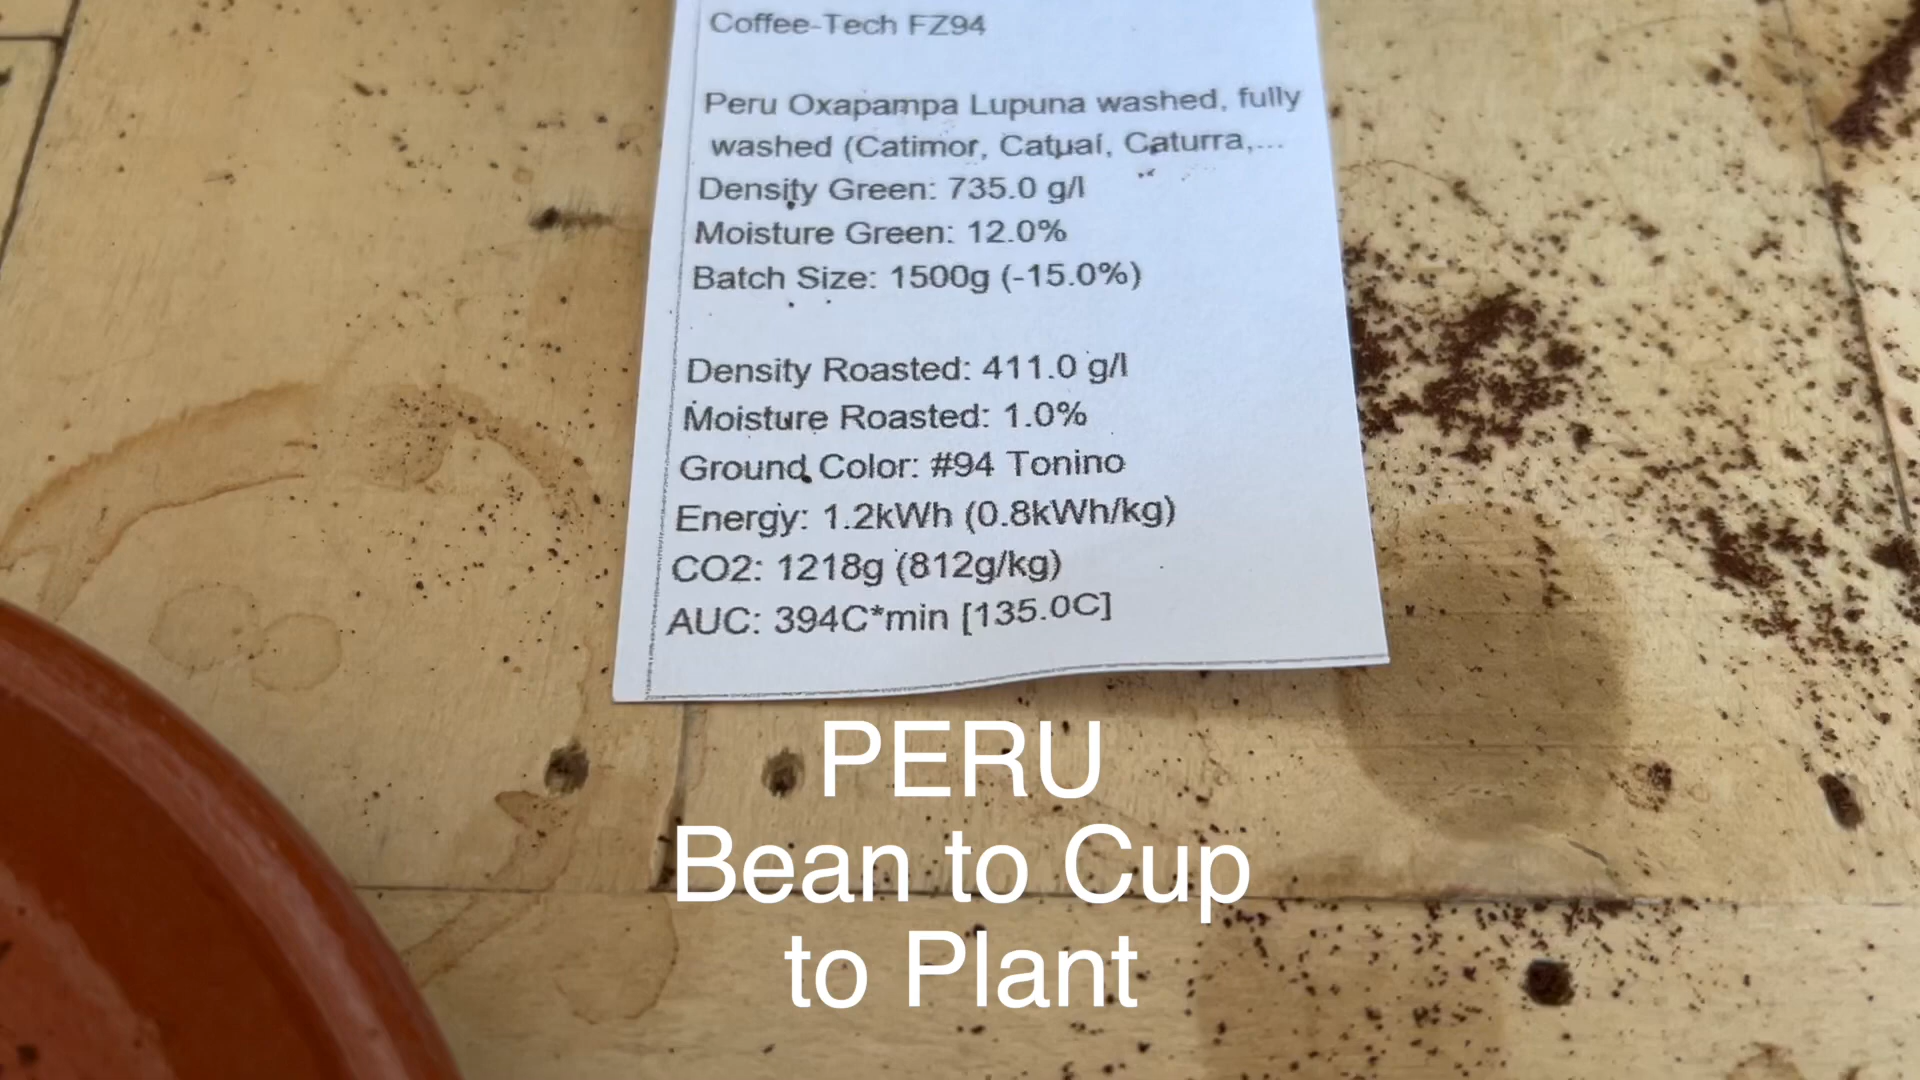 Coffee-Tech FZ94
Peru Oxapampa Lupuna washed, fully
washed (Catimor, Catuaí, Caturra,...
Density Green: 735.0 g/l
Moisture Green: 12.0%
Batch Size: 1500g (-15.0%)
Density Roasted: 411.0 g/l
Moisture Roasted: 1.0%
Ground Color: #94 Tonino
Energy: 1.2kWh (0.8kWh/kg)
CO2: 1218g (812g/kg)
AUC: 394C*min [135.0C]
PERU
Bean to Cup
to Plant